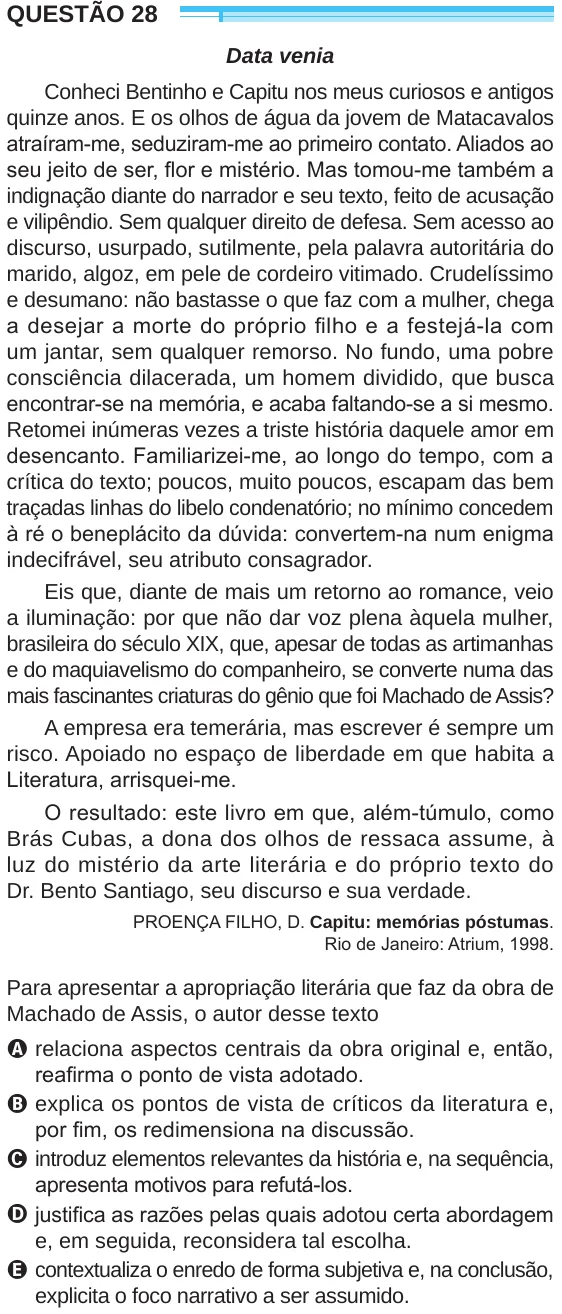 QUESTÃO 28
Data venia
Conheci Bentinho e Capitu nos meus curiosos e antigos
quinze anos. E os olhos de água da jovem de Matacavalos
atraíram-me, seduziram-me ao primeiro contato. Aliados ao
seu jeito de ser, flor e mistério. Mas tomou-me também a
indignação diante do narrador e seu texto, feito de acusação
e vilipêndio. Sem qualquer direito de defesa. Sem acesso ao
discurso, usurpado, sutilmente, pela palavra autoritária do
marido, algoz, em pele de cordeiro vitimado. Crudelíssimo
e desumano: não bastasse o que faz com a mulher, chega
a desejar a morte do próprio filho e a festejá-la com
um jantar, sem qualquer remorso. No fundo, uma pobre
consciência dilacerada, um homem dividido, que busca
encontrar-se na memória, e acaba faltando-se a si mesmo.
Retomei inúmeras vezes a triste história daquele amor em
desencanto. Familiarizei-me, ao longo do tempo, com a
crítica do texto; poucos, muito poucos, escapam das bem
traçadas linhas do libelo condenatório; no mínimo concedem
à ré o beneplácito da dúvida: convertem-na num enigma
indecifrável, seu atributo consagrador.
Eis que, diante de mais um retorno ao romance, veio
a iluminação: por que não dar voz plena àquela mulher,
brasileira do século XIX, que, apesar de todas as artimanhas
e do maquiavelismo do companheiro, se converte numa das
mais fascinantes criaturas do gênio que foi Machado de Assis?
A empresa era temerária, mas escrever é sempre um
risco. Apoiado no espaço de liberdade em que habita a
Literatura, arrisquei-me.
O resultado: este livro em que, além-túmulo, como
Brás Cubas, a dona dos olhos de ressaca assume, à
luz do mistério da arte literária e do próprio texto do
Dr. Bento Santiago, seu discurso e sua verdade.
PROENÇA FILHO, D. Capitu: memórias póstumas.
Rio de Janeiro: Atrium, 1998.
Para apresentar a apropriação literária que faz da obra de
Machado de Assis, o autor desse texto
A relaciona aspectos centrais da obra original e, então,
reafirma o ponto de vista adotado.
B explica os pontos de vista de críticos da literatura e,
por fim, os redimensiona na discussão.
C introduz elementos relevantes da história e, na sequência,
apresenta motivos para refutá-los.
D justifica as razões pelas quais adotou certa abordagem
e, em seguida, reconsidera tal escolha.
E contextualiza o enredo de forma subjetiva e, na conclusão,
explicita o foco narrativo a ser assumido.